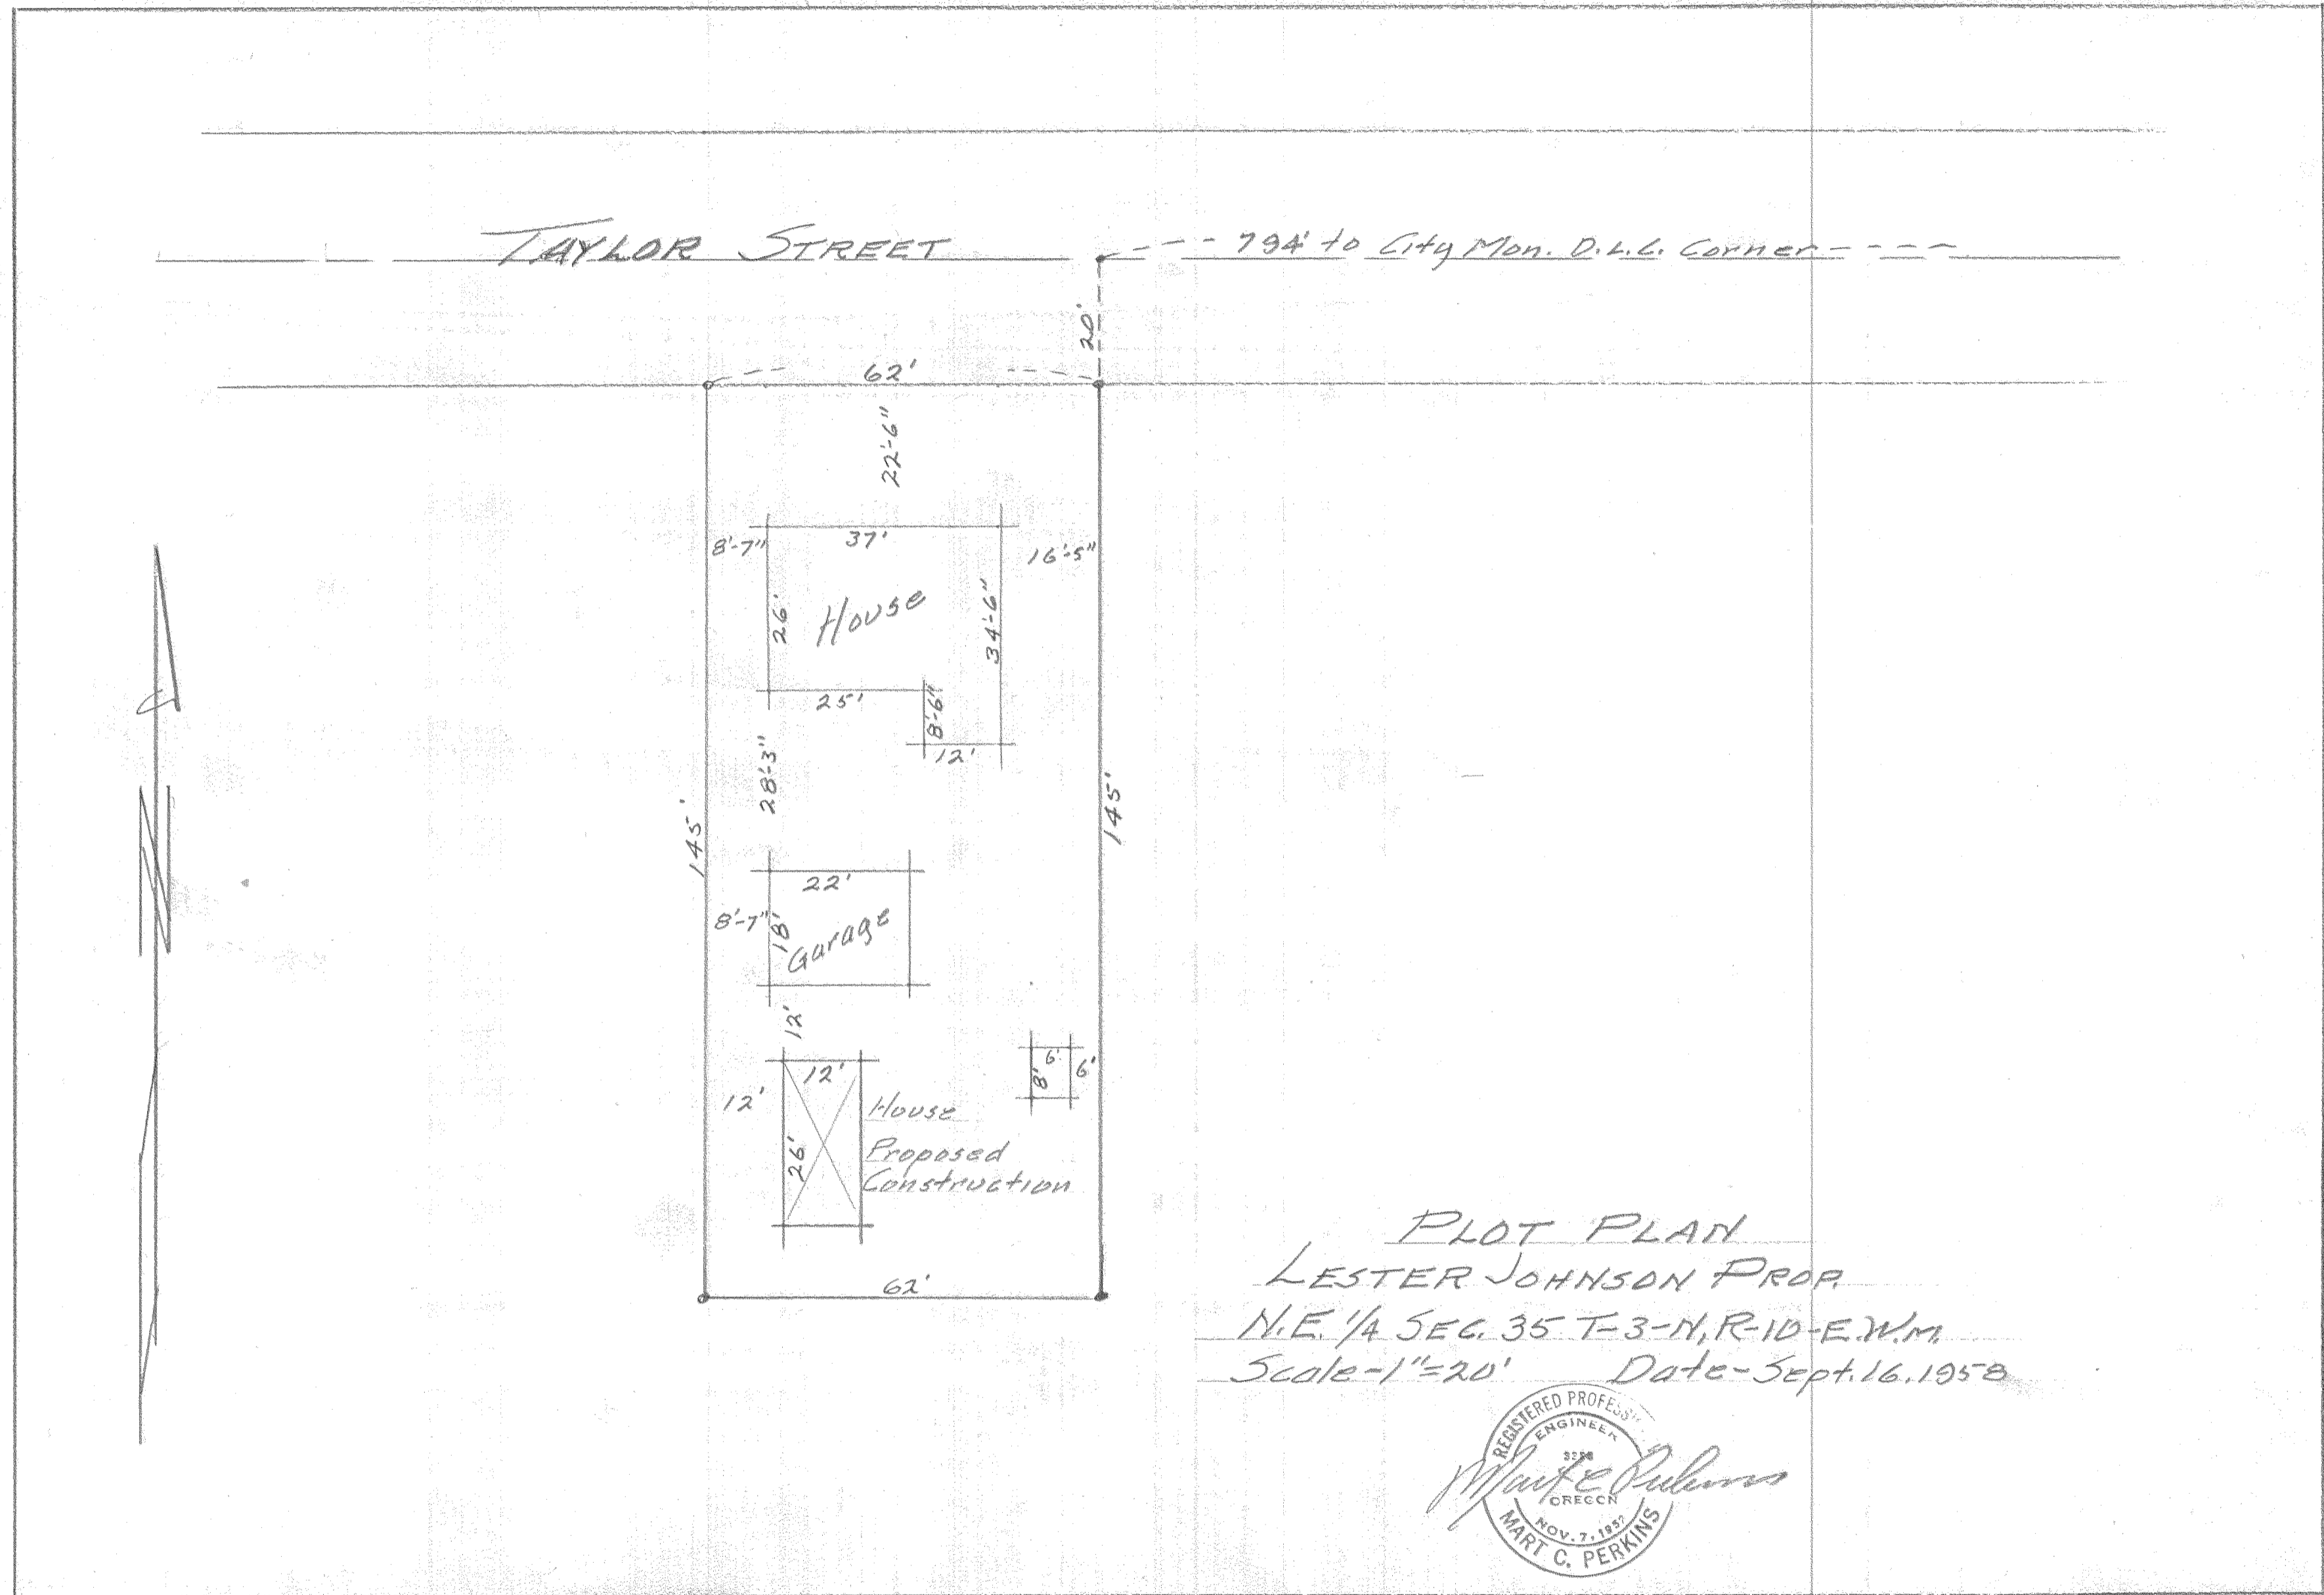 TAYLOR STREET
794' to City Mon. D.L.C. Corner
20'
62'
22'-6"
8'-7"
37'
16'-5"
26'
House
34'-6"
25'
8'-6"
12'
28'-3"
145'
145'
22'
8'-7"
18'
Garage
12'
12'
12'
26'
House
Proposed
Construction
6'
8'
6'
62'
N
PLOT PLAN
LESTER JOHNSON PROP.
N.E. 1/4 SEC. 35 T-3-N, R-10-E.W.M.
Scale-1"=20' Date-Sept. 16. 1958
REGISTERED
ENGINEER
OREGON
NOV. 7, 1957
MART C. PERKINS